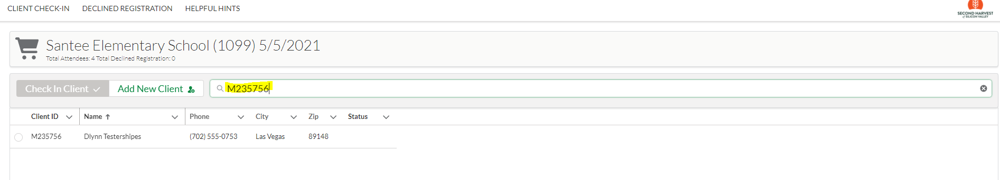 CLIENT CHECK-IN DECLINED REGISTRATION HELPFUL HINTS
SECOND HARVEST
of SILICON VALLEY
Santee Elementary School (1099) 5/5/2021
Total Attendees: 4 Total Declined Registration: 0
Check In Client Add New Client M235756
Client ID Name Phone City Zip Status
M235756 Dlynn Testershipes (702) 555-0753 Las Vegas 89148